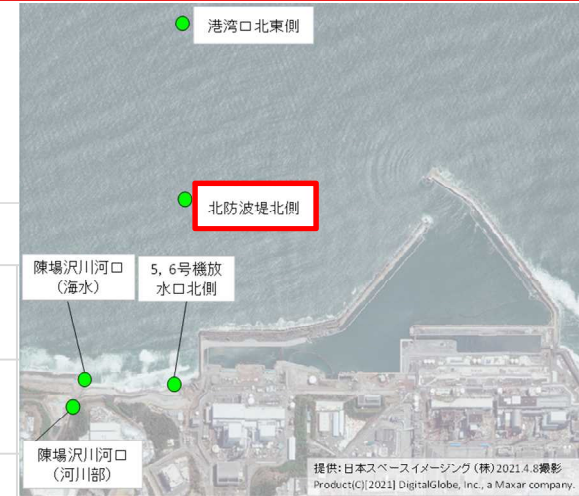 港湾口北東側
北防波堤北側
陳場沢川河口
（海水）
5，6号機放
水口北側
陳場沢川河口
（河川部）
提供：日本スペースイメージング（株）2021.4.8撮影
Product(C)[2021] DigitalGlobe, Inc., a Maxar company.